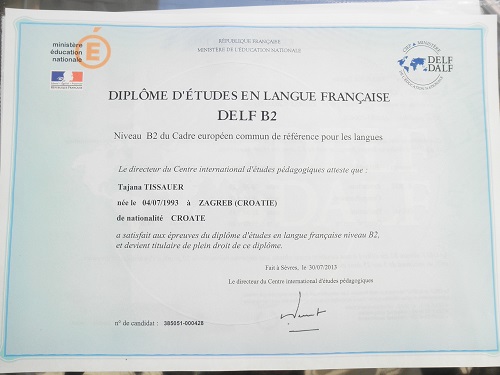 ministère
éducation
nationale
RÉPUBLIQUE FRANÇAISE
MINISTÈRE DE L'ÉDUCATION NATIONALE
DELF
DALF
DIPLÔME D'ÉTUDES EN LANGUE FRANÇAISE
DELF B2
Niveau B2 du Cadre européen commun de référence pour les langues
Le directeur du Centre international d'études pédagogiques atteste que :
Tajana TISSAUER
née le 04/07/1993 à ZAGREB (CROATIE)
de nationalité CROATE
a satisfait aux épreuves du diplôme d'études en langue française niveau B2,
et devient titulaire de plein droit de ce diplôme.
Fait à Sèvres, le 30/07/2013
Le directeur du Centre international d'études pédagogiques
n° de candidat : 385051-000428